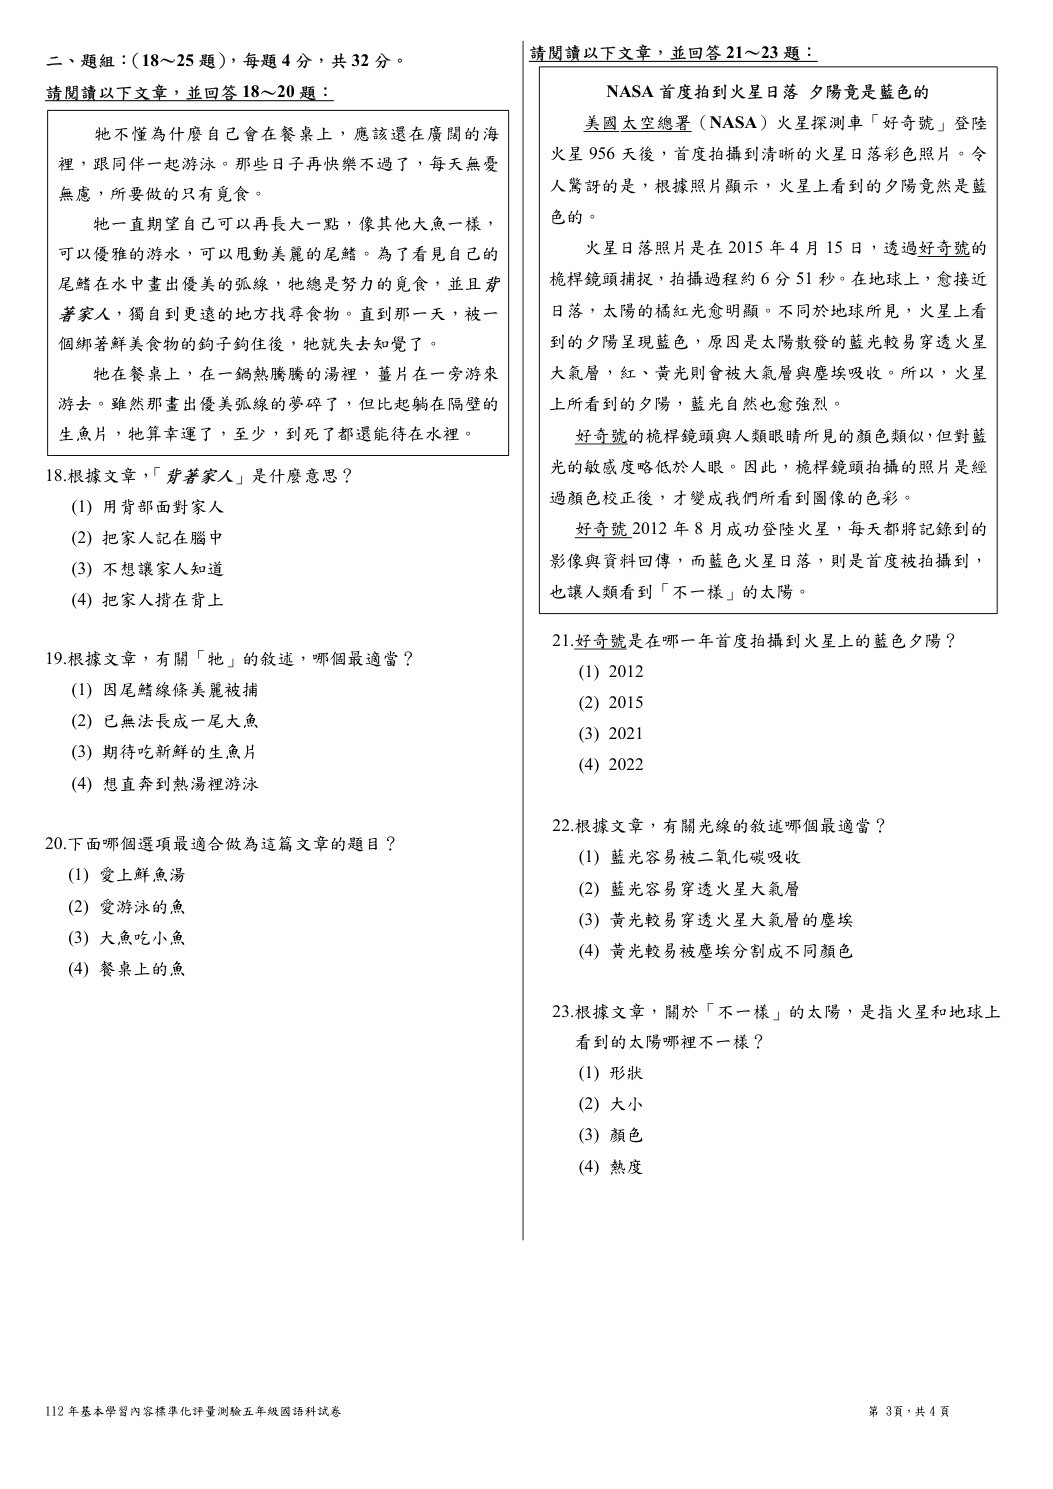 二、題組：（18～25 題），每題 4 分，共 32 分。
請閱讀以下文章，並回答 18～20 題：
牠不懂為什麼自己會在餐桌上，應該還在廣闊的海
裡，跟同伴一起游泳。那些日子再快樂不過了，每天無憂
無慮，所要做的只有覓食。
牠一直期望自己可以再長大一點，像其他大魚一樣，
可以優雅的游水，可以甩動美麗的尾鰭。為了看見自己的
尾鰭在水中畫出優美的弧線，牠總是努力的覓食，並且背
著家人，獨自到更遠的地方找尋食物。直到那一天，被一
個綁著鮮美食物的鉤子鉤住後，牠就失去知覺了。
牠在餐桌上，在一鍋熱騰騰的湯裡，薑片在一旁游來
游去。雖然那畫出優美弧線的夢碎了，但比起躺在隔壁的
生魚片，牠算幸運了，至少，到死了都還能待在水裡。
18.根據文章，「背著家人」是什麼意思？
(1) 用背部面對家人
(2) 把家人記在腦中
(3) 不想讓家人知道
(4) 把家人揹在背上
19.根據文章，有關「牠」的敘述，哪個最適當？
(1) 因尾鰭線條美麗被捕
(2) 已無法長成一尾大魚
(3) 期待吃新鮮的生魚片
(4) 想直奔到熱湯裡游泳
20.下面哪個選項最適合做為這篇文章的題目？
(1) 愛上鮮魚湯
(2) 愛游泳的魚
(3) 大魚吃小魚
(4) 餐桌上的魚
請閱讀以下文章，並回答 21～23 題：
NASA 首度拍到火星日落 夕陽竟是藍色的
美國太空總署（NASA）火星探測車「好奇號」登陸
火星 956 天後，首度拍攝到清晰的火星日落彩色照片。令
人驚訝的是，根據照片顯示，火星上看到的夕陽竟然是藍
色的。
火星日落照片是在 2015 年 4 月 15 日，透過好奇號的
桅桿鏡頭捕捉，拍攝過程約 6 分 51 秒。在地球上，愈接近
日落，太陽的橘紅光愈明顯。不同於地球所見，火星上看
到的夕陽呈現藍色，原因是太陽散發的藍光較易穿透火星
大氣層，紅、黃光則會被大氣層與塵埃吸收。所以，火星
上所看到的夕陽，藍光自然也愈強烈。
好奇號的桅桿鏡頭與人類眼睛所見的顏色類似，但對藍
光的敏感度略低於人眼。因此，桅桿鏡頭拍攝的照片是經
過顏色校正後，才變成我們所看到圖像的色彩。
好奇號 2012 年 8 月成功登陸火星，每天都將記錄到的
影像與資料回傳，而藍色火星日落，則是首度被拍攝到，
也讓人類看到「不一樣」的太陽。
21.好奇號是在哪一年首度拍攝到火星上的藍色夕陽？
(1) 2012
(2) 2015
(3) 2021
(4) 2022
22.根據文章，有關光線的敘述哪個最適當？
(1) 藍光容易被二氧化碳吸收
(2) 藍光容易穿透火星大氣層
(3) 黃光較易穿透火星大氣層的塵埃
(4) 黃光較易被塵埃分割成不同顏色
23.根據文章，關於「不一樣」的太陽，是指火星和地球上
看到的太陽哪裡不一樣？
(1) 形狀
(2) 大小
(3) 顏色
(4) 熱度
112 年基本學習內容標準化評量測驗五年級國語科試卷
第 3頁，共 4 頁